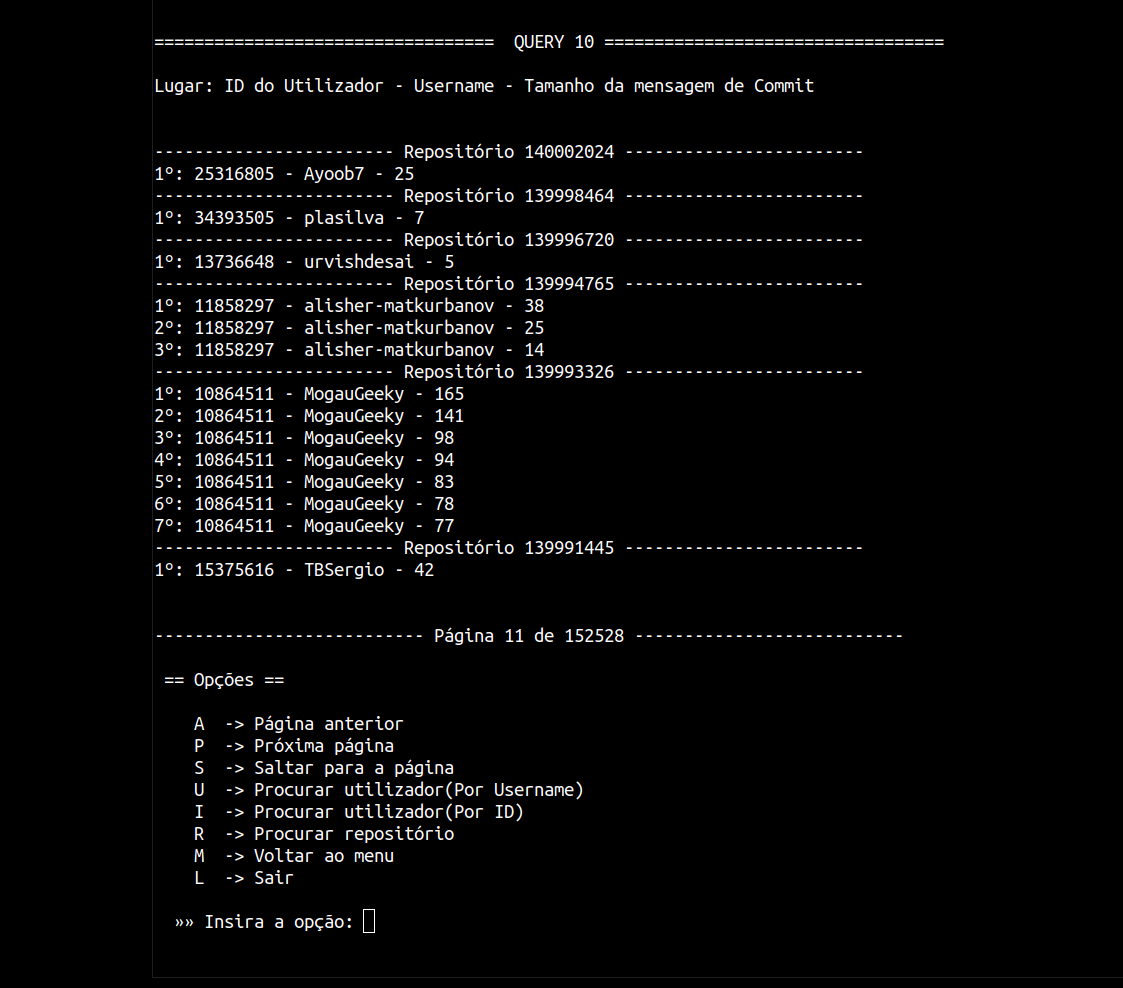 ==================================  QUERY 10 ==================================
Lugar: ID do Utilizador - Username - Tamanho da mensagem de Commit
------------------------ Repositório 140002024 ------------------------
1º: 25316805 - Ayoob7 - 25
------------------------ Repositório 139998464 ------------------------
1º: 34393505 - plasilva - 7
------------------------ Repositório 139996720 ------------------------
1º: 13736648 - urvishdesai - 5
------------------------ Repositório 139994765 ------------------------
1º: 11858297 - alisher-matkurbanov - 38
2º: 11858297 - alisher-matkurbanov - 25
3º: 11858297 - alisher-matkurbanov - 14
------------------------ Repositório 139993326 ------------------------
1º: 10864511 - MogauGeeky - 165
2º: 10864511 - MogauGeeky - 141
3º: 10864511 - MogauGeeky - 98
4º: 10864511 - MogauGeeky - 94
5º: 10864511 - MogauGeeky - 83
6º: 10864511 - MogauGeeky - 78
7º: 10864511 - MogauGeeky - 77
------------------------ Repositório 139991445 ------------------------
1º: 15375616 - TBSergio - 42
--------------------------- Página 11 de 152528 ---------------------------
== Opções ==
A  -> Página anterior
P  -> Próxima página
S  -> Saltar para a página
U  -> Procurar utilizador(Por Username)
I  -> Procurar utilizador(Por ID)
R  -> Procurar repositório
M  -> Voltar ao menu
L  -> Sair
»» Insira a opção: